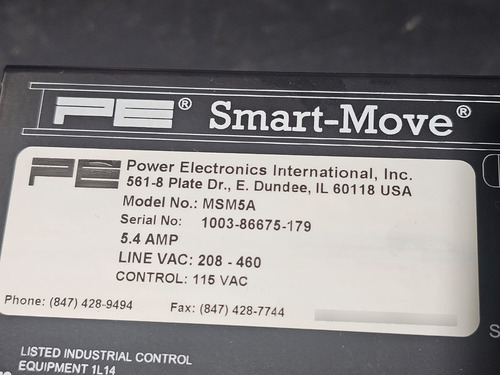 PE® Smart-Move®
PE
Power Electronics International, Inc.
561-8 Plate Dr., E. Dundee, IL 60118 USA
Model No.: MSM5A
Serial No: 1003-86675-179
5.4 AMP
LINE VAC: 208 - 460
CONTROL: 115 VAC
Phone: (847) 428-9494 Fax: (847) 428-7744
LISTED INDUSTRIAL CONTROL
EQUIPMENT 1L14